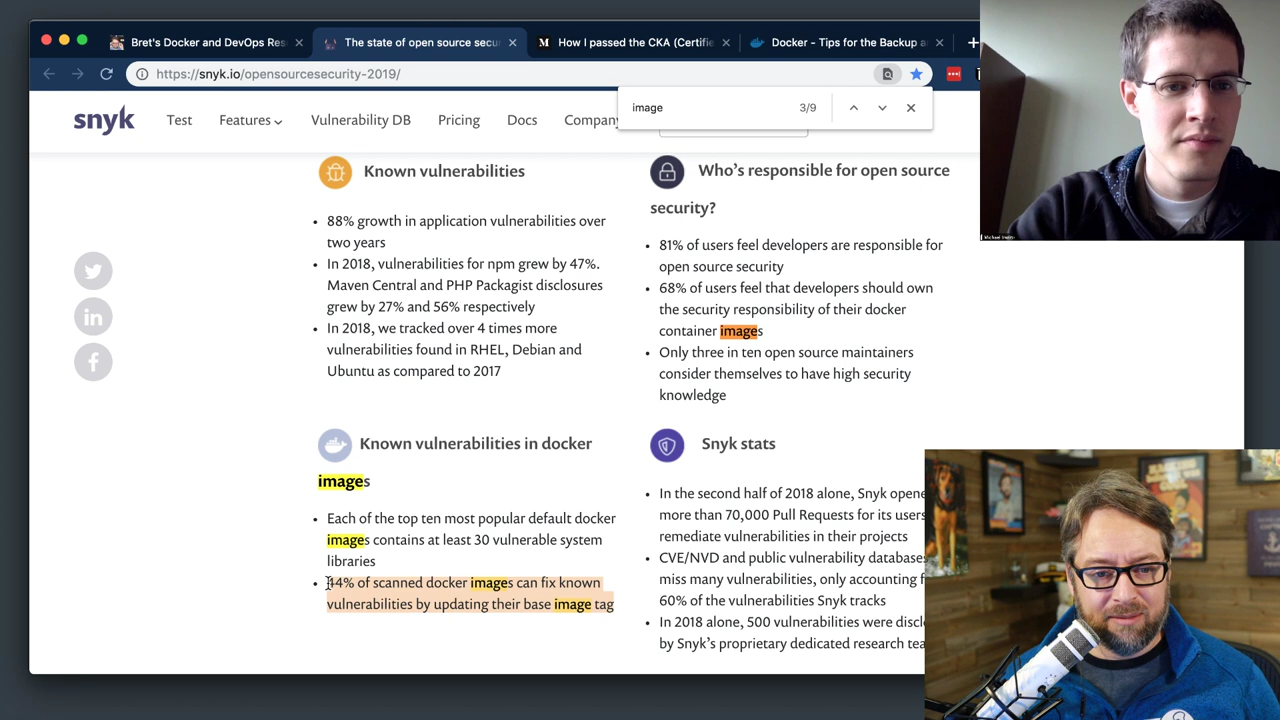 Bret's Docker and DevOps Res
The state of open source secur
How I passed the CKA (Certifie
Docker - Tips for the Backup a
https://snyk.io/opensourcesecurity-2019/
image
3/9
snyk
Test
Features
Vulnerability DB
Pricing
Docs
Company
Known vulnerabilities
88% growth in application vulnerabilities over
two years
In 2018, vulnerabilities for npm grew by 47%.
Maven Central and PHP Packagist disclosures
grew by 27% and 56% respectively
In 2018, we tracked over 4 times more
vulnerabilities found in RHEL, Debian and
Ubuntu as compared to 2017
Who's responsible for open source
security?
81% of users feel developers are responsible for
open source security
68% of users feel that developers should own
the security responsibility of their docker
container images
Only three in ten open source maintainers
consider themselves to have high security
knowledge
Known vulnerabilities in docker
images
Each of the top ten most popular default docker
images contains at least 30 vulnerable system
libraries
44% of scanned docker images can fix known
vulnerabilities by updating their base image tag
Snyk stats
In the second half of 2018 alone, Snyk opene
more than 70,000 Pull Requests for its users
remediate vulnerabilities in their projects
CVE/NVD and public vulnerability databases
miss many vulnerabilities, only accounting f
60% of the vulnerabilities Snyk tracks
In 2018 alone, 500 vulnerabilities were discl
by Snyk's proprietary dedicated research tea